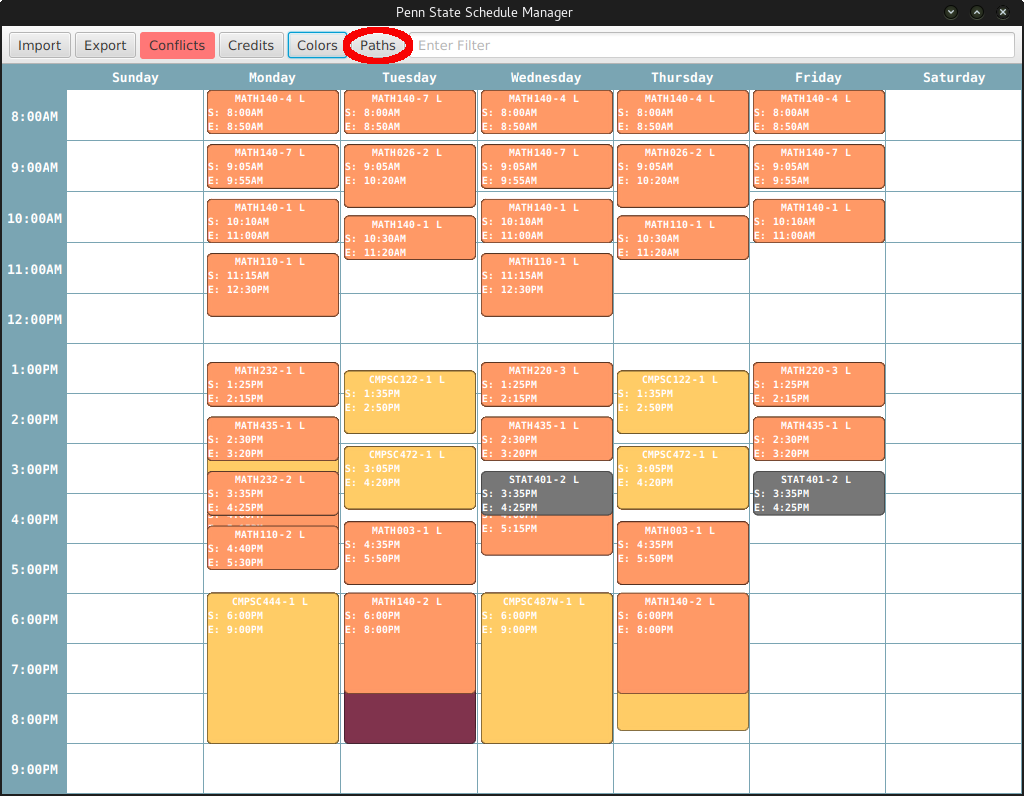 Penn State Schedule Manager
Import Export Conflicts Credits Colors Paths Enter Filter
Sunday Monday Tuesday Wednesday Thursday Friday Saturday
8:00AM
9:00AM
10:00AM
11:00AM
12:00PM
1:00PM
2:00PM
3:00PM
4:00PM
5:00PM
6:00PM
7:00PM
8:00PM
9:00PM
MATH140-4 L
S: 8:00AM
E: 8:50AM
MATH140-7 L
S: 9:05AM
E: 9:55AM
MATH140-1 L
S: 10:10AM
E: 11:00AM
MATH110-1 L
S: 11:15AM
E: 12:30PM
MATH232-1 L
S: 1:25PM
E: 2:15PM
MATH435-1 L
S: 2:30PM
E: 3:20PM
MATH232-2 L
S: 3:35PM
E: 4:25PM
MATH110-2 L
S: 4:40PM
E: 5:30PM
CMPSC444-1 L
S: 6:00PM
E: 9:00PM
MATH140-7 L
S: 8:00AM
E: 8:50AM
MATH026-2 L
S: 9:05AM
E: 10:20AM
MATH140-1 L
S: 10:30AM
E: 11:20AM
CMPSC122-1 L
S: 1:35PM
E: 2:50PM
CMPSC472-1 L
S: 3:05PM
E: 4:20PM
MATH003-1 L
S: 4:35PM
E: 5:50PM
MATH140-2 L
S: 6:00PM
E: 8:00PM
MATH140-4 L
S: 8:00AM
E: 8:50AM
MATH140-7 L
S: 9:05AM
E: 9:55AM
MATH140-1 L
S: 10:10AM
E: 11:00AM
MATH110-1 L
S: 11:15AM
E: 12:30PM
MATH220-3 L
S: 1:25PM
E: 2:15PM
MATH435-1 L
S: 2:30PM
E: 3:20PM
STAT401-2 L
S: 3:35PM
E: 4:25PM
E: 5:15PM
CMPSC487W-1 L
S: 6:00PM
E: 9:00PM
MATH140-4 L
S: 8:00AM
E: 8:50AM
MATH026-2 L
S: 9:05AM
E: 10:20AM
MATH110-1 L
S: 10:30AM
E: 11:20AM
CMPSC122-1 L
S: 1:35PM
E: 2:50PM
CMPSC472-1 L
S: 3:05PM
E: 4:20PM
MATH003-1 L
S: 4:35PM
E: 5:50PM
MATH140-2 L
S: 6:00PM
E: 8:00PM
MATH140-4 L
S: 8:00AM
E: 8:50AM
MATH140-7 L
S: 9:05AM
E: 9:55AM
MATH140-1 L
S: 10:10AM
E: 11:00AM
MATH220-3 L
S: 1:25PM
E: 2:15PM
MATH435-1 L
S: 2:30PM
E: 3:20PM
STAT401-2 L
S: 3:35PM
E: 4:25PM